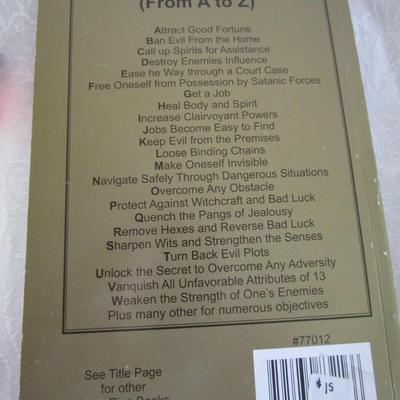 (From A to Z)
Attract Good Fortune
Ban Evil From the Home
Call up Spirits for Assistance
Destroy Enemies Influence
Ease he Way through a Court Case
Free Oneself from Possession by Satanic Forces
Get a Job
Heal Body and Spirit
Increase Clairvoyant Powers
Jobs Become Easy to Find
Keep Evil from the Premises
Loose Binding Chains
Make Oneself Invisible
Navigate Safely Through Dangerous Situations
Overcome Any Obstacle
Protect Against Witchcraft and Bad Luck
Quench the Pangs of Jealousy
Remove Hexes and Reverse Bad Luck
Sharpen Wits and Strengthen the Senses
Turn Back Evil Plots
Unlock the Secret to Overcome Any Adversity
Vanquish All Unfavorable Attributes of 13
Weaken the Strength of One's Enemies
Plus many other for numerous objectives
#77012
$15
See Title Page
for other
Books